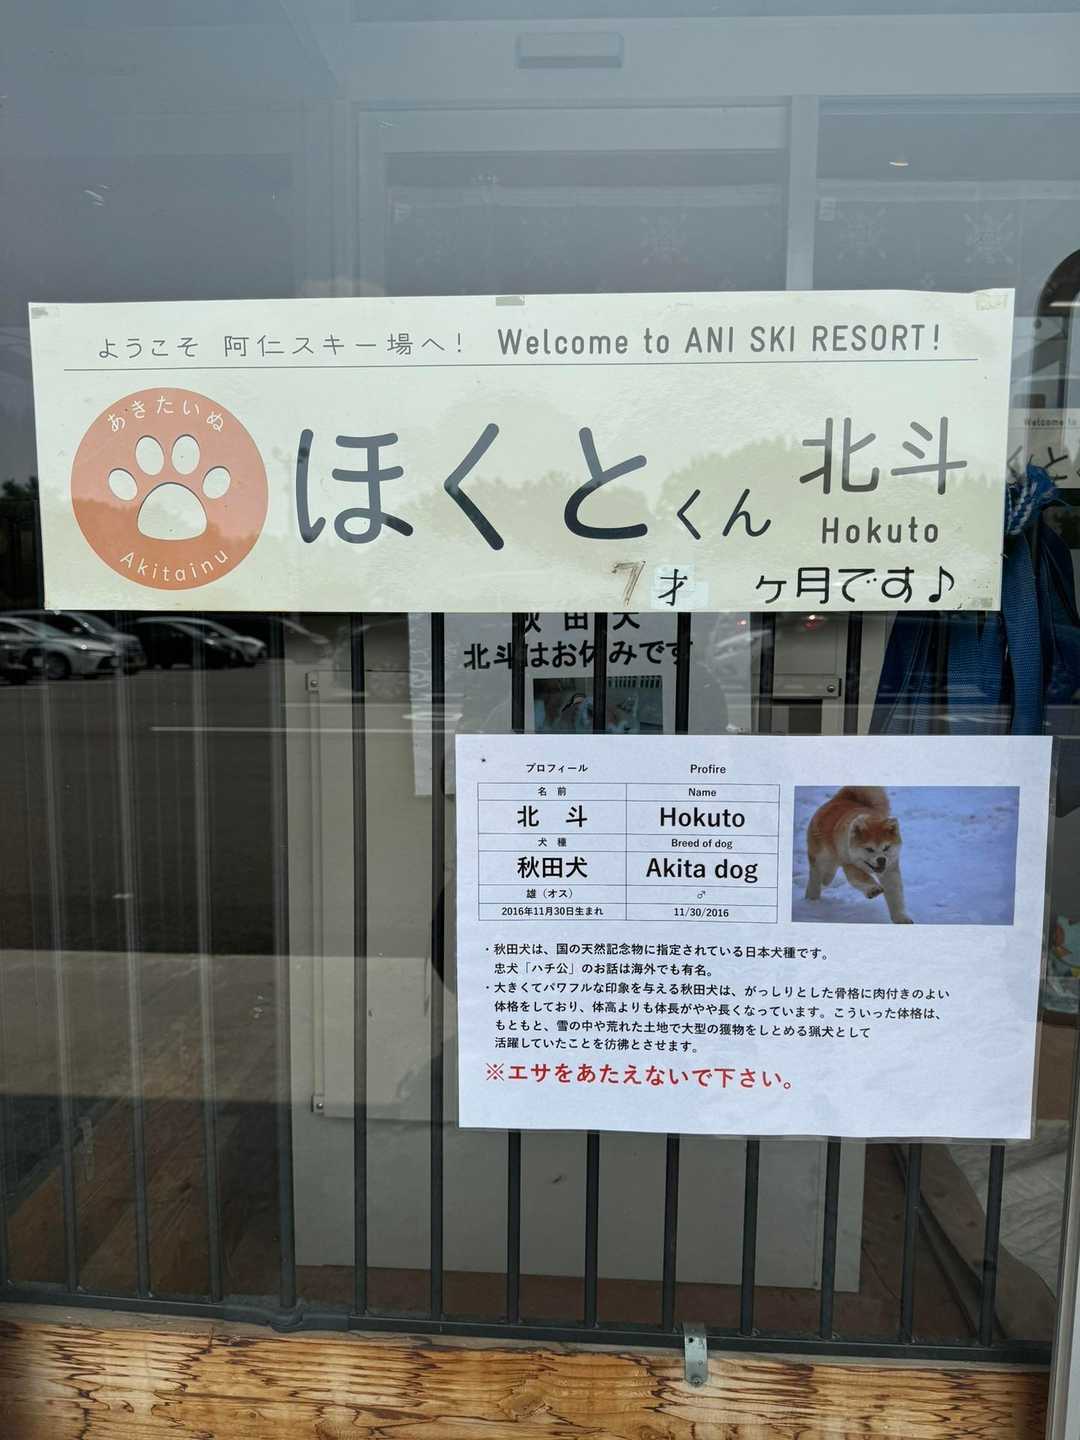 ようこそ 阿仁スキー場へ! Welcome to ANI SKI RESORT!
あきたいぬ
Akitainu
ほくとくん 北斗
Hokuto
7才 ヶ月です♪
秋田犬
北斗はお休みです
プロフィール Profire
名 前 Name
北 斗 Hokuto
犬 種 Breed of dog
秋田犬 Akita dog
雄(オス) ♂
2016年11月30日生まれ 11/30/2016
・秋田犬は、国の天然記念物に指定されている日本犬種です。
忠犬「ハチ公」のお話は海外でも有名。
・大きくてパワフルな印象を与える秋田犬は、がっしりとした骨格に肉付きのよい
体格をしており、体高よりも体長がやや長くなっています。こういった体格は、
もともと、雪の中や荒れた土地で大型の獲物をしとめる猟犬として
活躍していたことを彷彿とさせます。
※エサをあたえないで下さい。
Welcome to